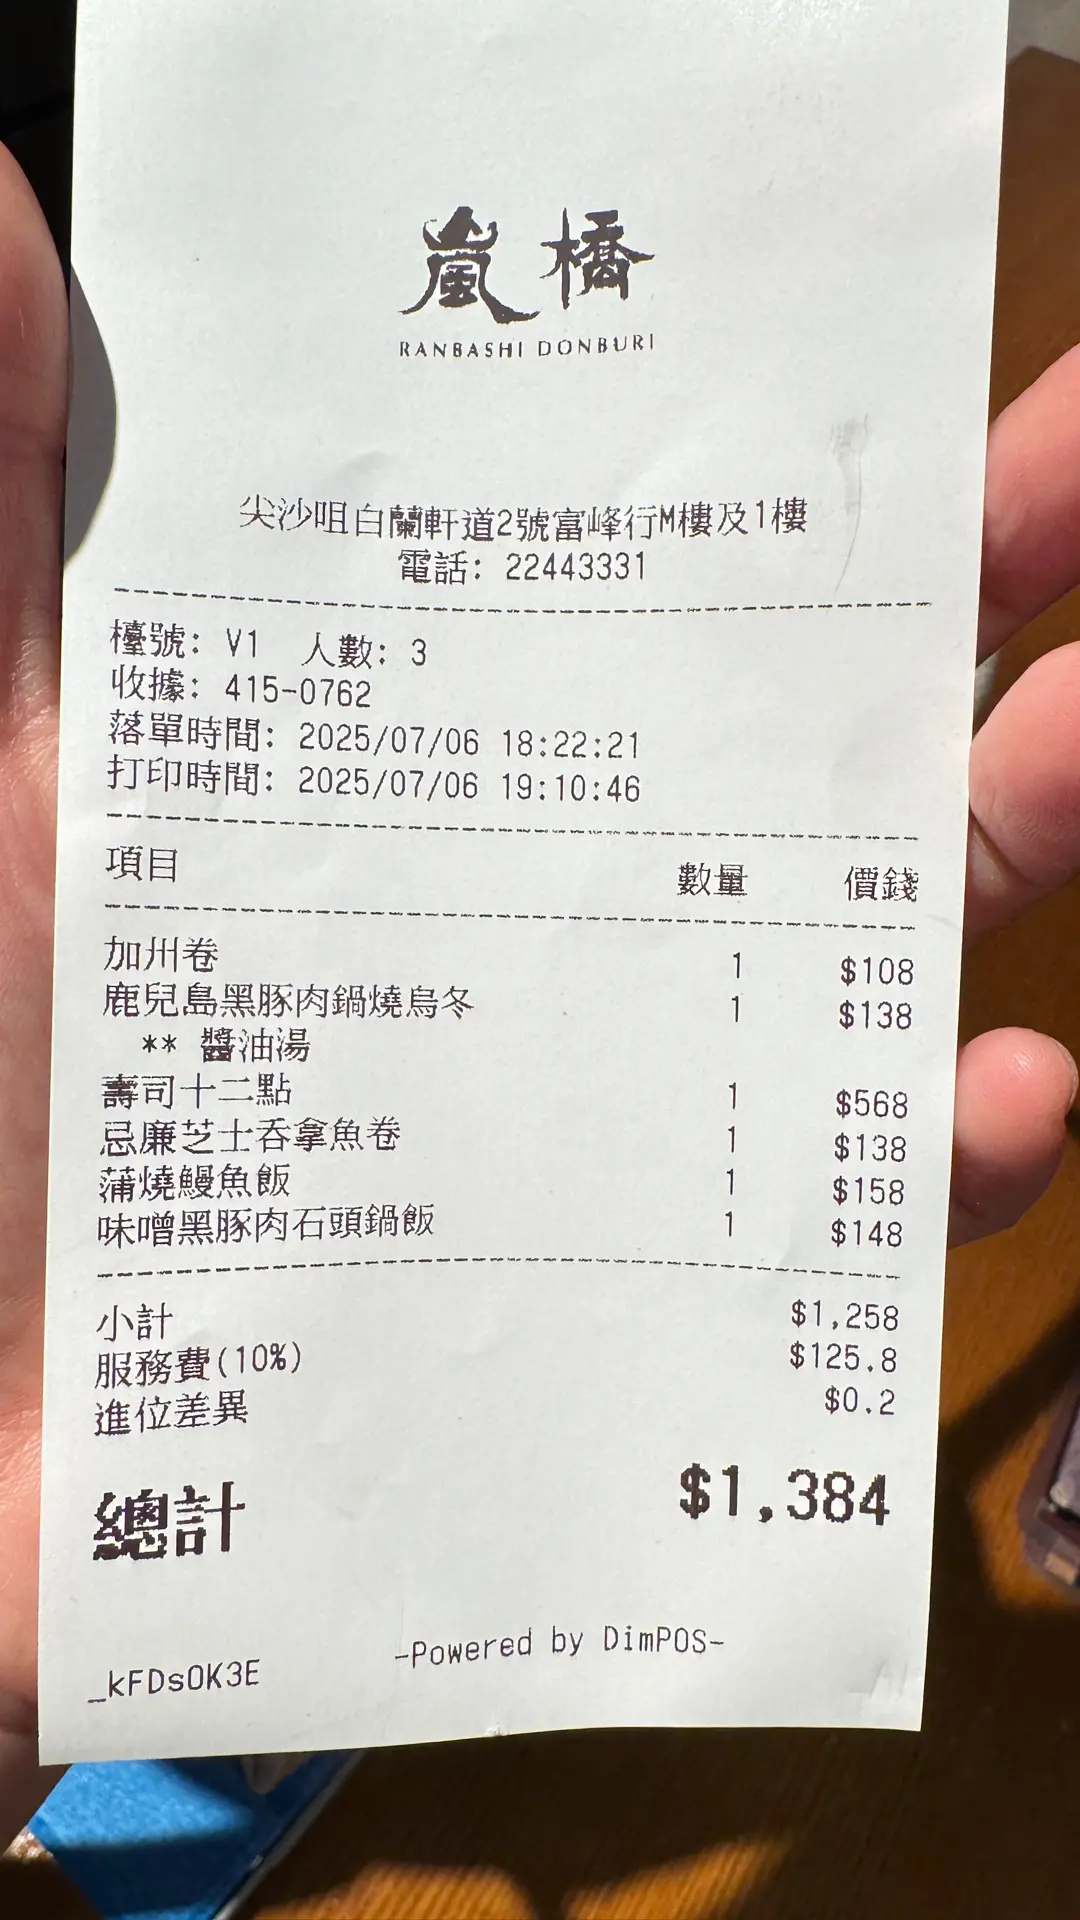 嵐橋
RANBASHI DONBURI
尖沙咀白蘭軒道2號富峰行M樓及1樓
電話: 22443331
檯號: V1 人數: 3
收據: 415-0762
落單時間: 2025/07/06 18:22:21
打印時間: 2025/07/06 19:10:46
項目 數量 價錢
加州卷 1 $108
鹿兒島黑豚肉鍋燒烏冬 1 $138
** 醬油湯
壽司十二點 1 $568
忌廉芝士吞拿魚卷 1 $138
蒲燒鰻魚飯 1 $158
味噌黑豚肉石頭鍋飯 1 $148
小計 $1,258
服務費(10%) $125.8
進位差異 $0.2
總計 $1,384
-Powered by DimPOS-
_kFDsOK3E